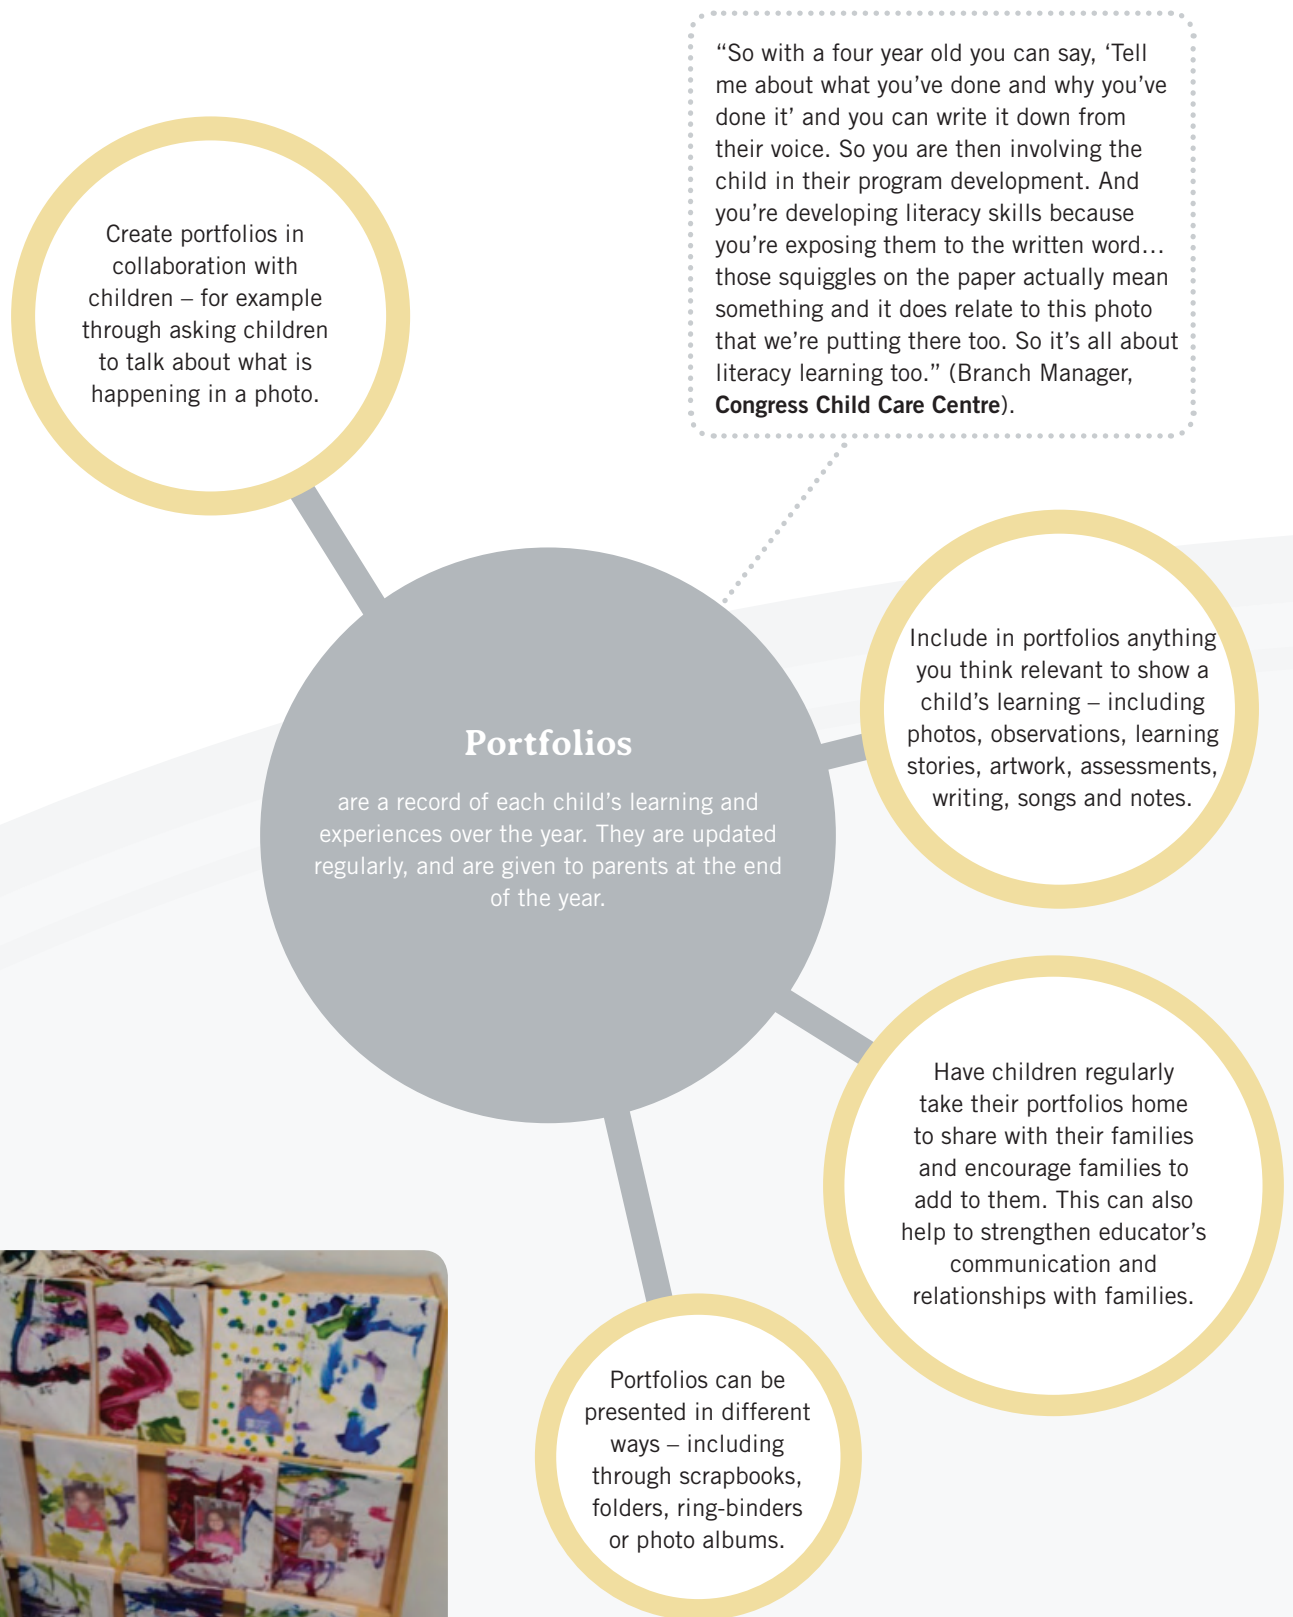 “So with a four year old you can say, ‘Tell
me about what you’ve done and why you’ve
done it’ and you can write it down from
their voice. So you are then involving the
child in their program development. And
you’re developing literacy skills because
you’re exposing them to the written word…
those squiggles on the paper actually mean
something and it does relate to this photo
that we’re putting there too. So it’s all about
literacy learning too.” (Branch Manager,
Congress Child Care Centre).
Create portfolios in
collaboration with
children – for example
through asking children
to talk about what is
happening in a photo.
Portfolios
are a record of each child’s learning and
experiences over the year. They are updated
regularly, and are given to parents at the end
of the year.
Include in portfolios anything
you think relevant to show a
child’s learning – including
photos, observations, learning
stories, artwork, assessments,
writing, songs and notes.
Have children regularly
take their portfolios home
to share with their families
and encourage families to
add to them. This can also
help to strengthen educator’s
communication and
relationships with families.
Portfolios can be
presented in different
ways – including
through scrapbooks,
folders, ring-binders
or photo albums.